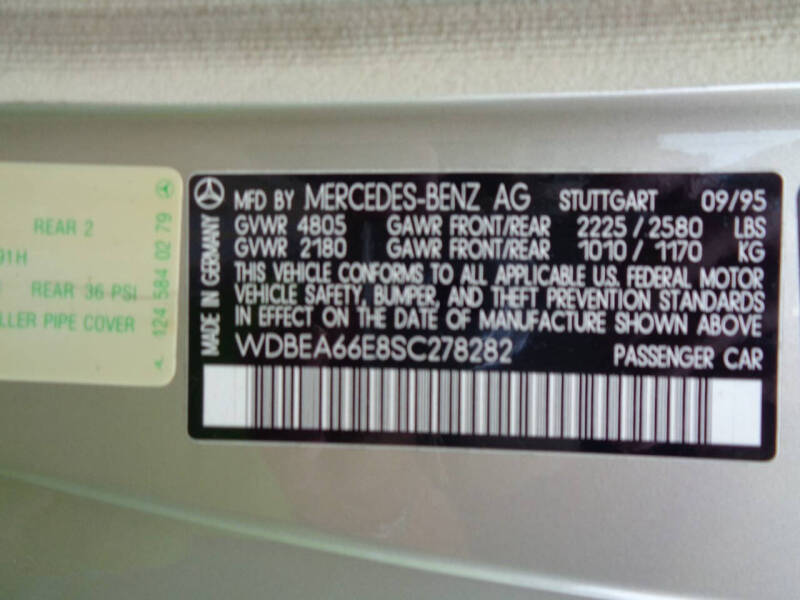 REAR 2
91H
REAR 36 PSI
LLER PIPE COVER
A 124 584 02 79
MADE IN GERMANY
MFD BY MERCEDES-BENZ AG STUTTGART 09/95
GVWR 4805 GAWR FRONT/REAR 2225 / 2580 LBS
GVWR 2180 GAWR FRONT/REAR 1010 / 1170 KG
THIS VEHICLE CONFORMS TO ALL APPLICABLE U.S. FEDERAL MOTOR
VEHICLE SAFETY, BUMPER, AND THEFT PREVENTION STANDARDS
IN EFFECT ON THE DATE OF MANUFACTURE SHOWN ABOVE
WDBEA66E8SC278282 PASSENGER CAR